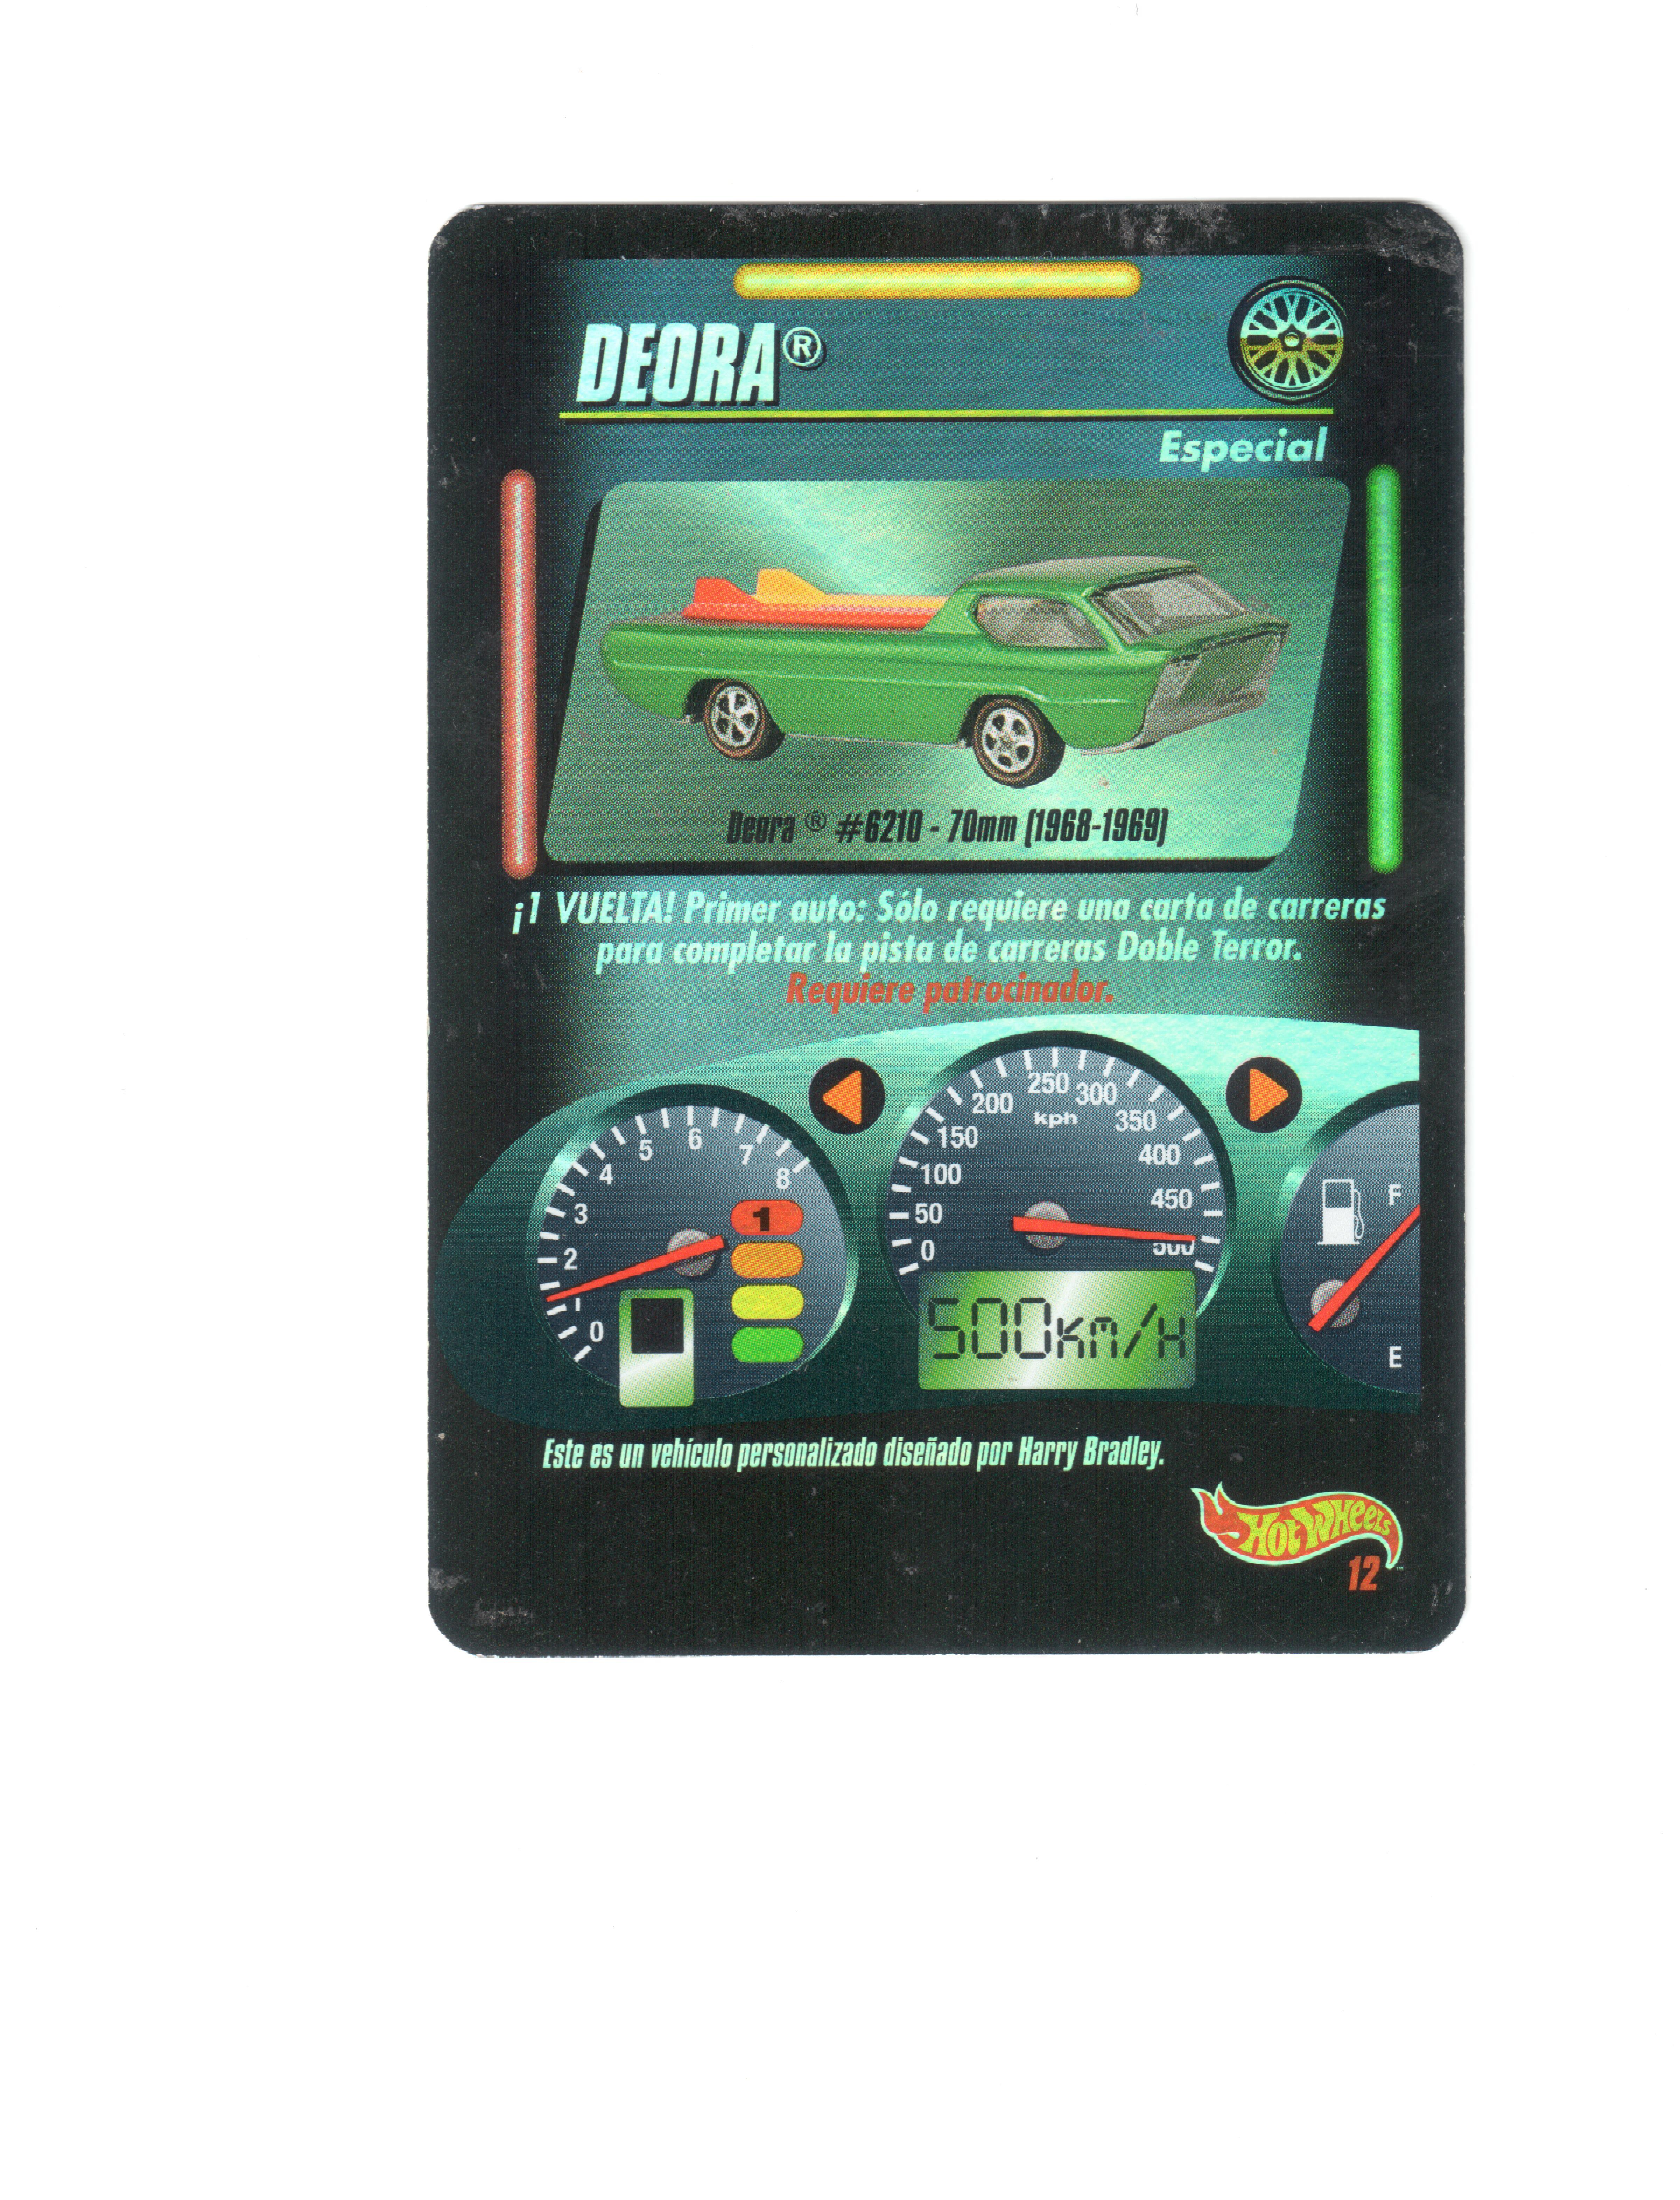 DEORA®
Especial
Deora ® #6210 - 70mm (1968-1969)
¡1 VUELTA! Primer auto: Sólo requiere una carta de carreras
para completar la pista de carreras Doble Terror.
Requiere patrocinador.
0 1 2 3 4 5 6 7 8
1
0 50 100 150 200 250 300 350 400 450 500
kph
500km/H
F
E
Este es un vehículo personalizado diseñado por Harry Bradley.
Hot Wheels™
12